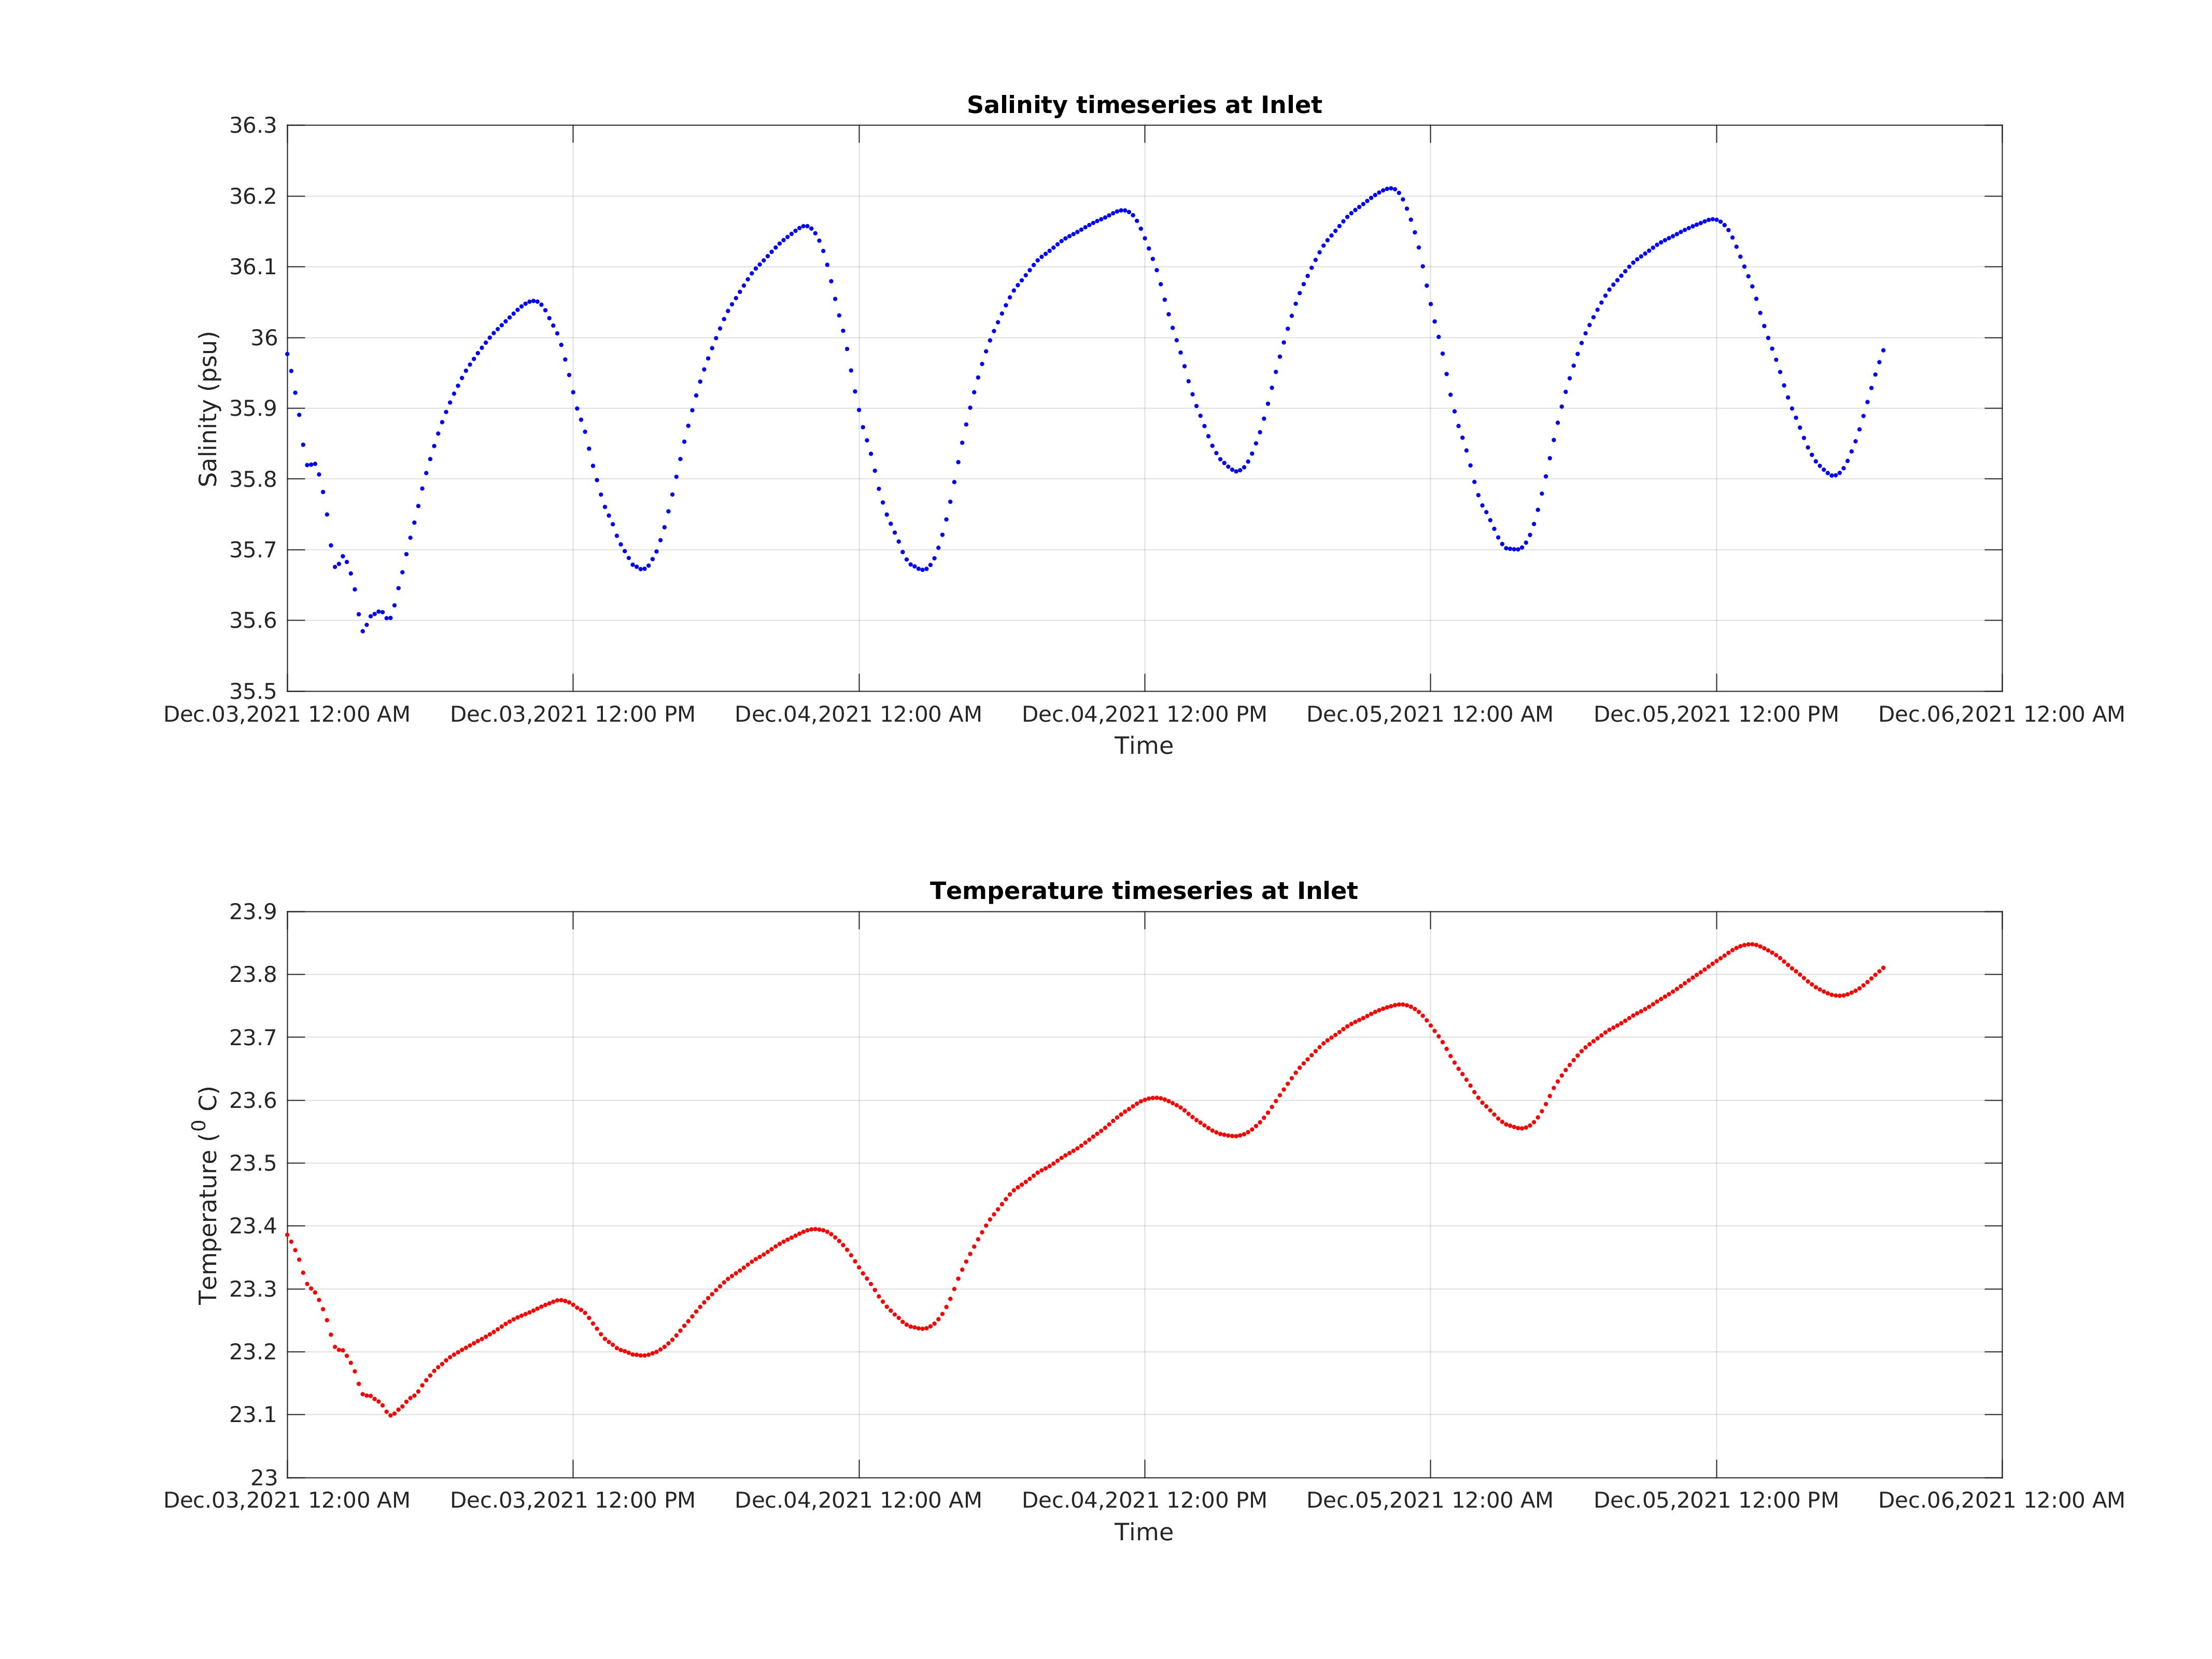 Salinity timeseries at Inlet
36.3
36.2
36.1
36
35.9
35.8
35.7
35.6
35.5
Salinity (psu)
Dec.03,2021 12:00 AM Dec.03,2021 12:00 PM Dec.04,2021 12:00 AM Dec.04,2021 12:00 PM Dec.05,2021 12:00 AM Dec.05,2021 12:00 PM Dec.06,2021 12:00 AM
Time
Temperature timeseries at Inlet
23.9
23.8
23.7
23.6
23.5
23.4
23.3
23.2
23.1
23
Temperature (⁰ C)
Dec.03,2021 12:00 AM Dec.03,2021 12:00 PM Dec.04,2021 12:00 AM Dec.04,2021 12:00 PM Dec.05,2021 12:00 AM Dec.05,2021 12:00 PM Dec.06,2021 12:00 AM
Time